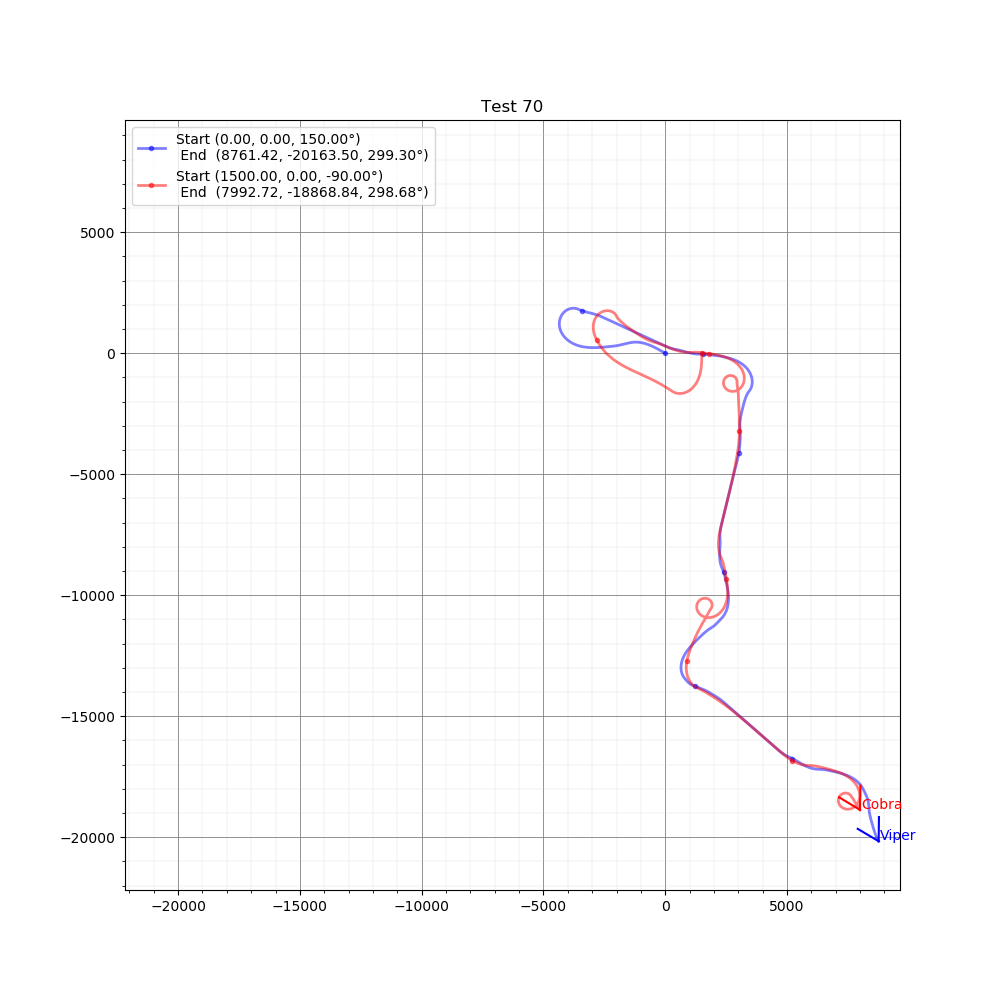 Test 70
Start (0.00, 0.00, 150.00°)
End (8761.42, -20163.50, 299.30°)
Start (1500.00, 0.00, -90.00°)
End (7992.72, -18868.84, 298.68°)
5000
0
−5000
−10000
−15000
−20000
Cobra
Viper
−20000 −15000 −10000 −5000 0 5000